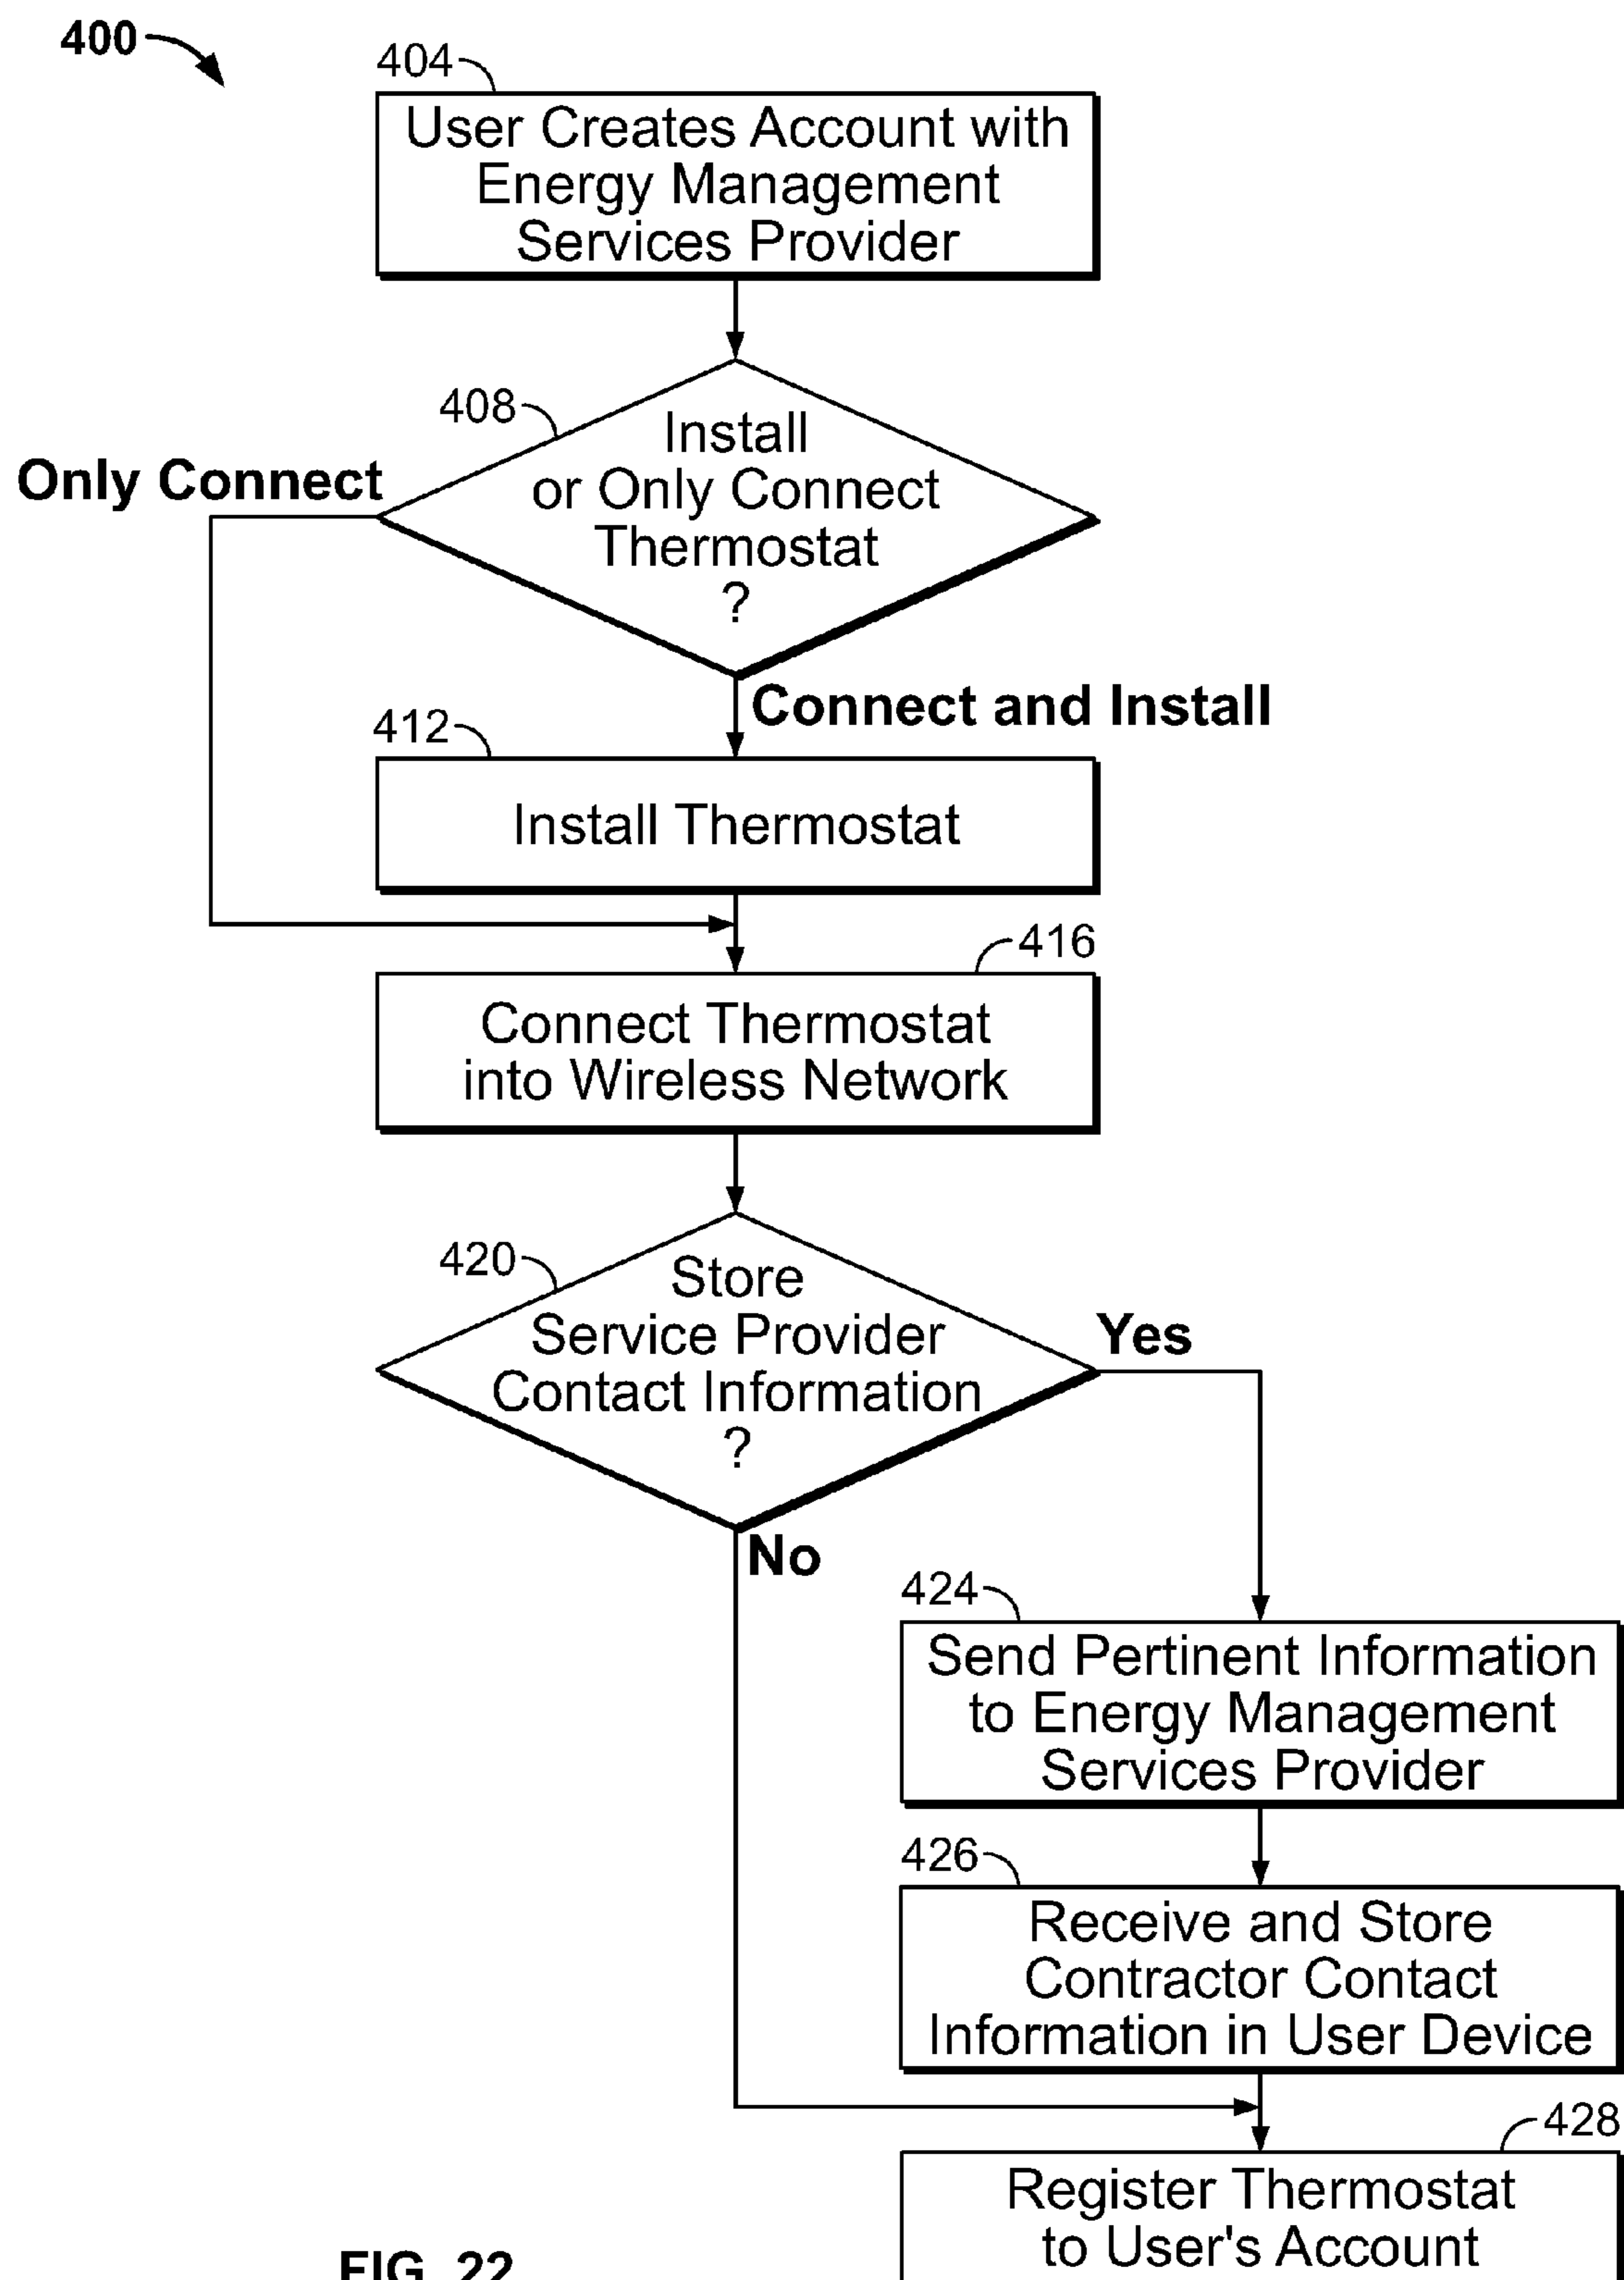 400
404
User Creates Account with
Energy Management
Services Provider
408
Install
or Only Connect
Thermostat
?
Only Connect
Connect and Install
412
Install Thermostat
416
Connect Thermostat
into Wireless Network
420
Store
Service Provider
Contact Information
?
Yes
No
424
Send Pertinent Information
to Energy Management
Services Provider
426
Receive and Store
Contractor Contact
Information in User Device
428
Register Thermostat
to User's Account
FIG. 22